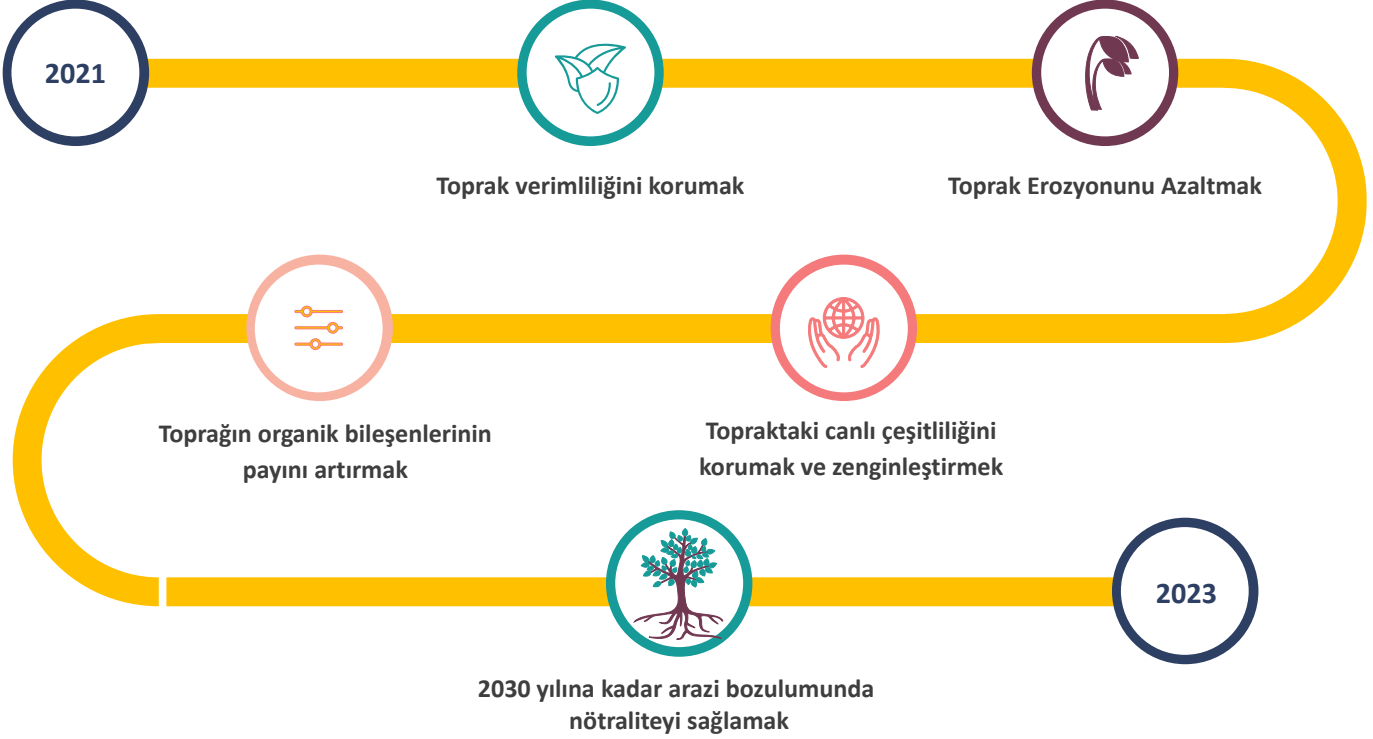 2021
Toprak verimliliğini korumak
Toprak Erozyonunu Azaltmak
Topraktaki canlı çeşitliliğini
korumak ve zenginleştirmek
Toprağın organik bileşenlerinin
payını artırmak
2030 yılına kadar arazi bozulumunda
nötraliteyi sağlamak
2023